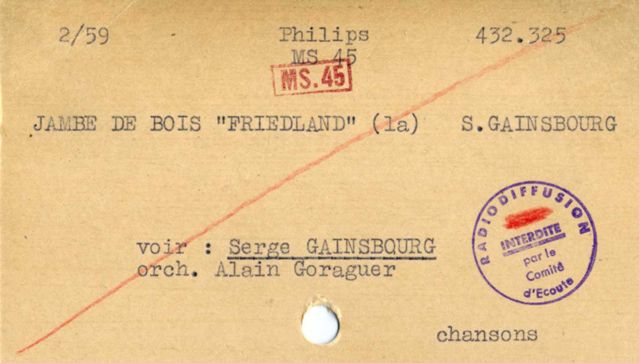 2/59 Philips 432.325
MS 45
MS.45
JAMBE DE BOIS "FRIEDLAND" (la) S.GAINSBOURG
voir : Serge GAINSBOURG
orch. Alain Goraguer
RADIODIFFUSION
INTERDITE
par le
Comité
d'Ecoute
chansons